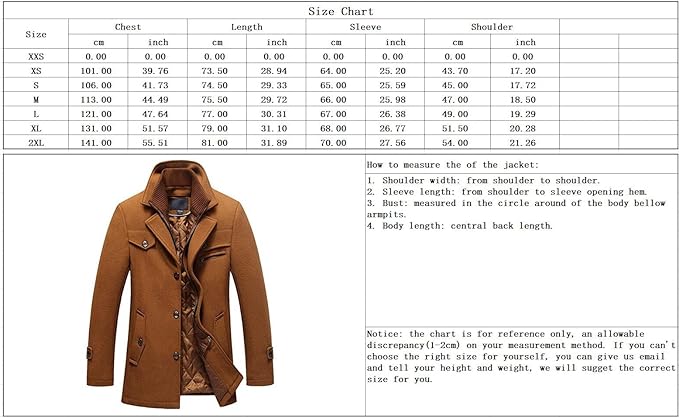 Size Chart
Size Chest Length Sleeve Shoulder
cm inch cm inch cm inch cm inch
XXS 0.00 0.00 0.00 0.00 0.00 0.00 0.00 0.00
XS 101.00 39.76 73.50 28.94 64.00 25.20 43.70 17.20
S 106.00 41.73 74.50 29.33 65.00 25.59 45.00 17.72
M 113.00 44.49 75.50 29.72 66.00 25.98 47.00 18.50
L 121.00 47.64 77.00 30.31 67.00 26.38 49.00 19.29
XL 131.00 51.57 79.00 31.10 68.00 26.77 51.50 20.28
2XL 141.00 55.51 81.00 31.89 70.00 27.56 54.00 21.26
How to measure the of the jacket:
1. Shoulder width: from shoulder to shoulder.
2. Sleeve length: from shoulder to sleeve opening hem.
3. Bust: measured in the circle around of the body bellow
armpits.
4. Body length: central back length.
Notice: the chart is for reference only, an allowable
discrepancy(1-2cm) on your measurement method. If you can't
choose the right size for yourself, you can give us email
and tell your height and weight, we will sugget the correct
size for you.